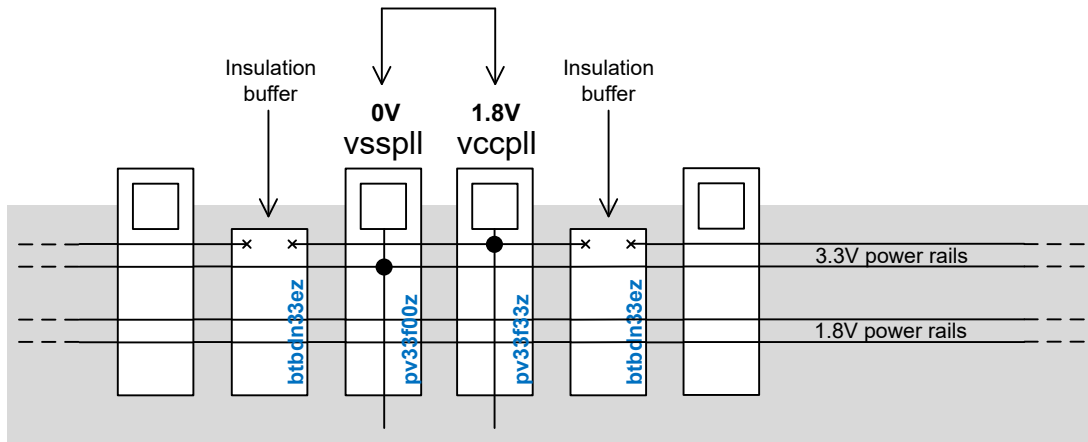 Insulation
buffer
0V
vsspll
1.8V
vccpll
Insulation
buffer
3.3V power rails
1.8V power rails
btbdn33ez
pv33f00z
pv33f33z
btbdn33ez